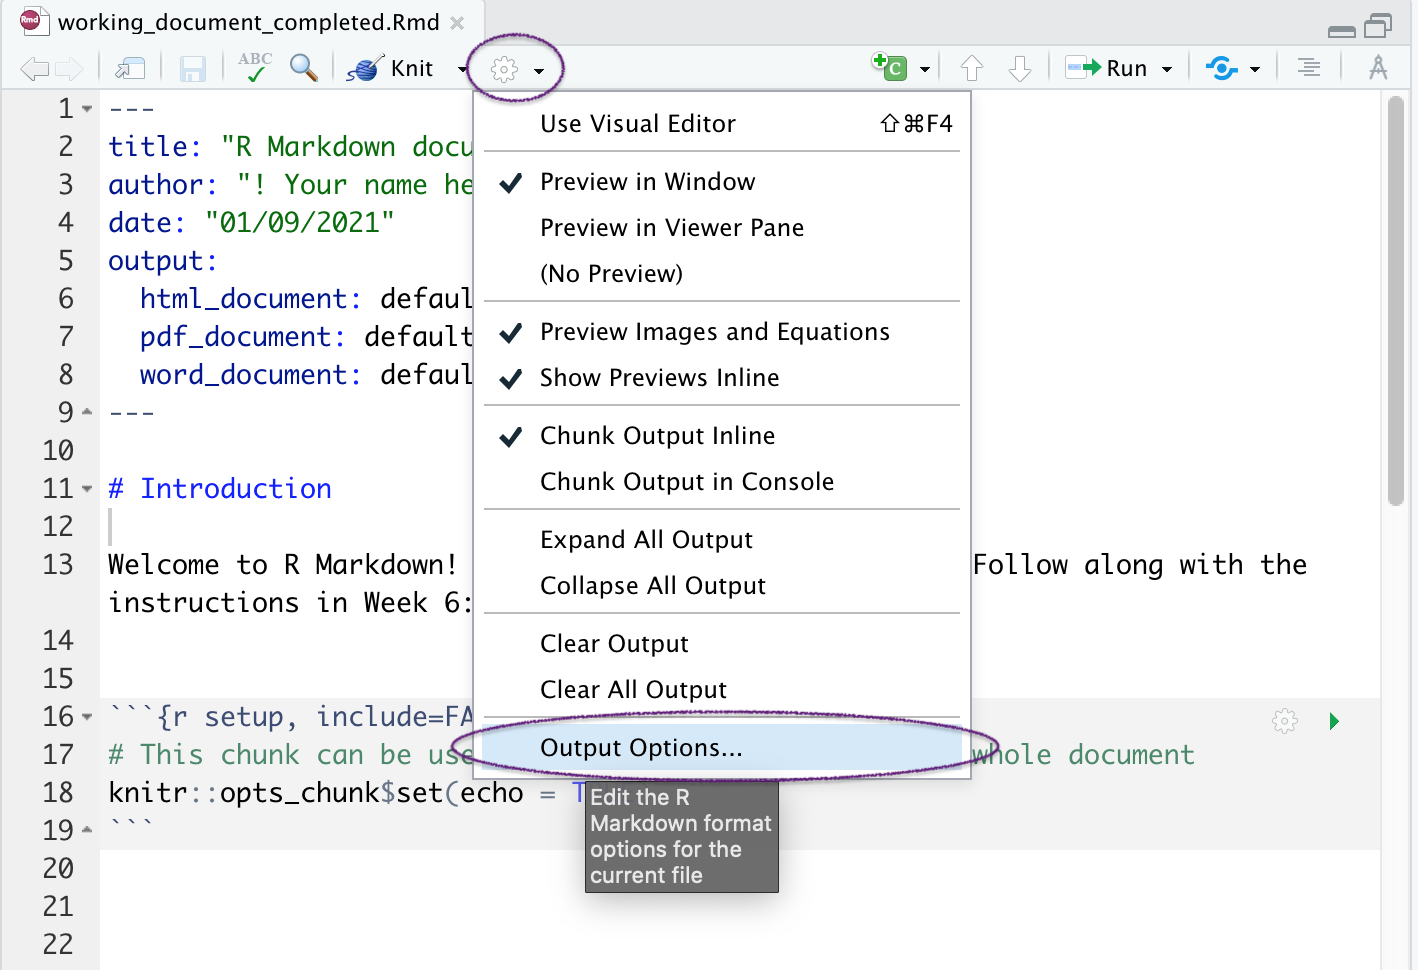 working_document_completed.Rmd
ABC Knit C Run
1 ---
2 title: "R Markdown docu
3 author: "! Your name he
4 date: "01/09/2021"
5 output:
6 html_document: defaul
7 pdf_document: default
8 word_document: defaul
9 ---
10
11 # Introduction
12
13 Welcome to R Markdown! Follow along with the
instructions in Week 6:
14
15
16 ```{r setup, include=FA
17 # This chunk can be use whole document
18 knitr::opts_chunk$set(echo = T
19 ```
20
21
22
Use Visual Editor ⇧⌘F4
Preview in Window
Preview in Viewer Pane
(No Preview)
Preview Images and Equations
Show Previews Inline
Chunk Output Inline
Chunk Output in Console
Expand All Output
Collapse All Output
Clear Output
Clear All Output
Output Options...
Edit the R
Markdown format
options for the
current file